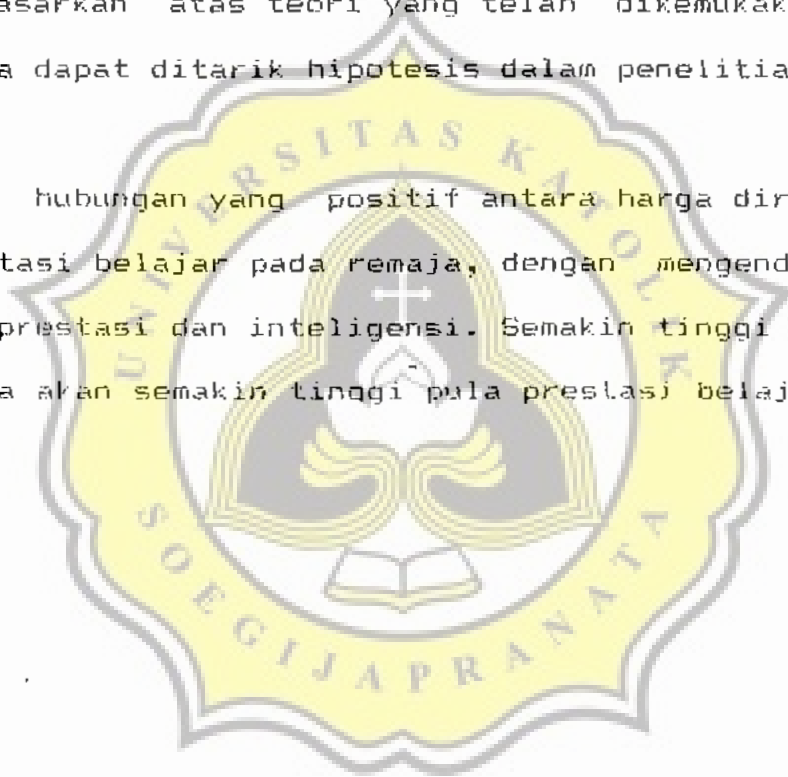 asarkan atas teori yang telah dikemukak
a dapat ditarik hipotesis dalam penelitia
hubungan yang positif antara harga dir
tasi belajar pada remaja, dengan mengend
prestasi dan inteligensi. Semakin tinggi
a akan semakin tinggi pula prestasi belaj
UNIVERSITAS KATOLIK
SOEGIJAPRANATA